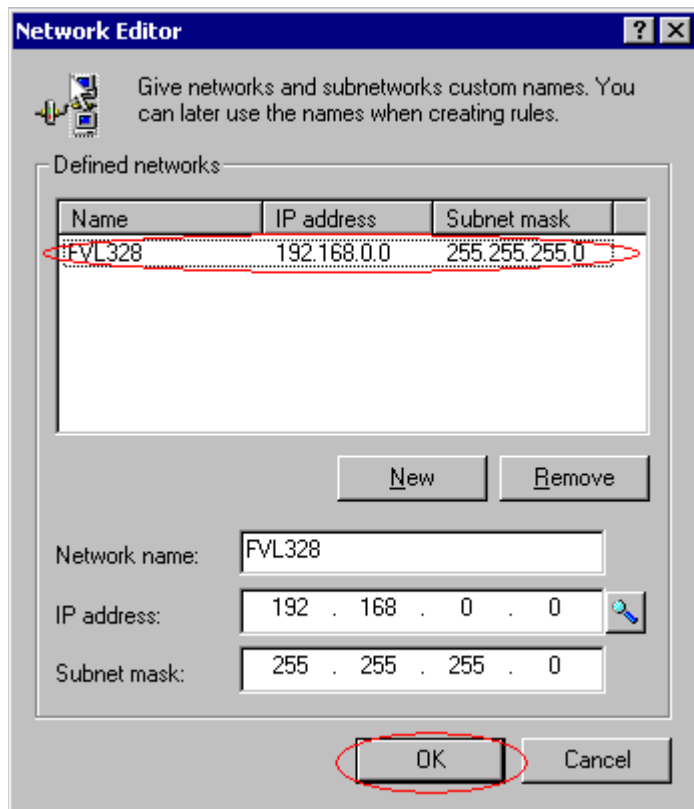 Network Editor
Give networks and subnetworks custom names. You
can later use the names when creating rules.
Defined networks
Name IP address Subnet mask
FVL328 192.168.0.0 255.255.255.0
New Remove
Network name: FVL328
IP address: 192 . 168 . 0 . 0
Subnet mask: 255 . 255 . 255 . 0
OK Cancel